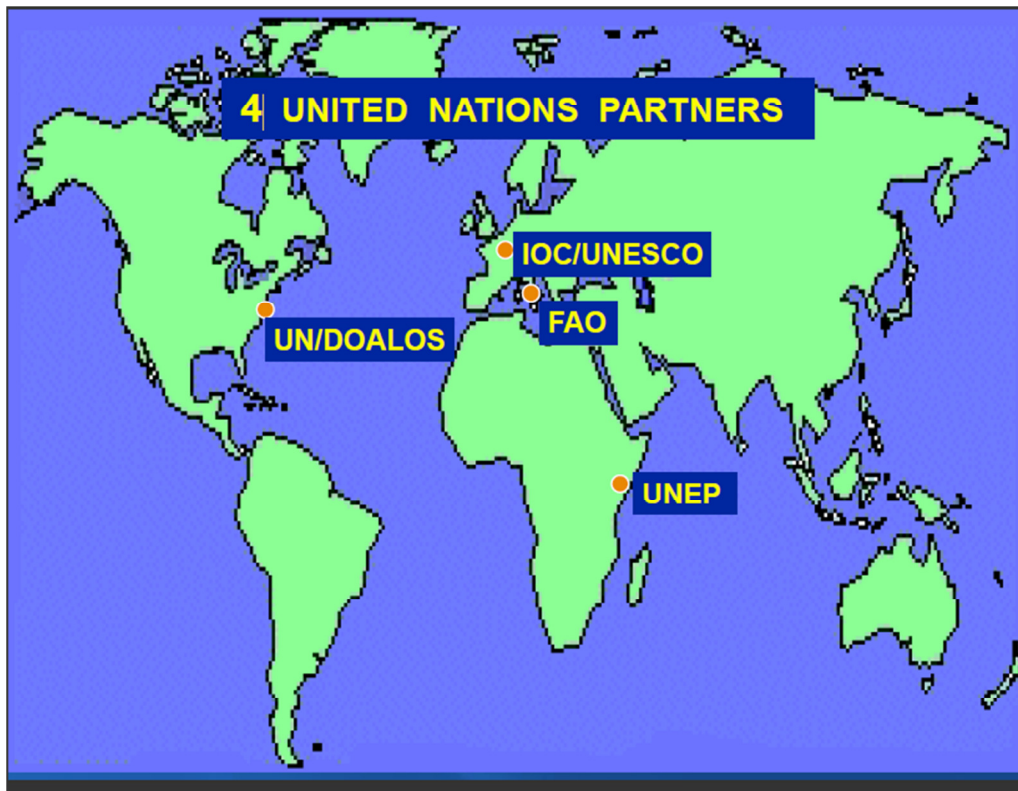 4 UNITED NATIONS PARTNERS
IOC/UNESCO
FAO
UN/DOALOS
UNEP